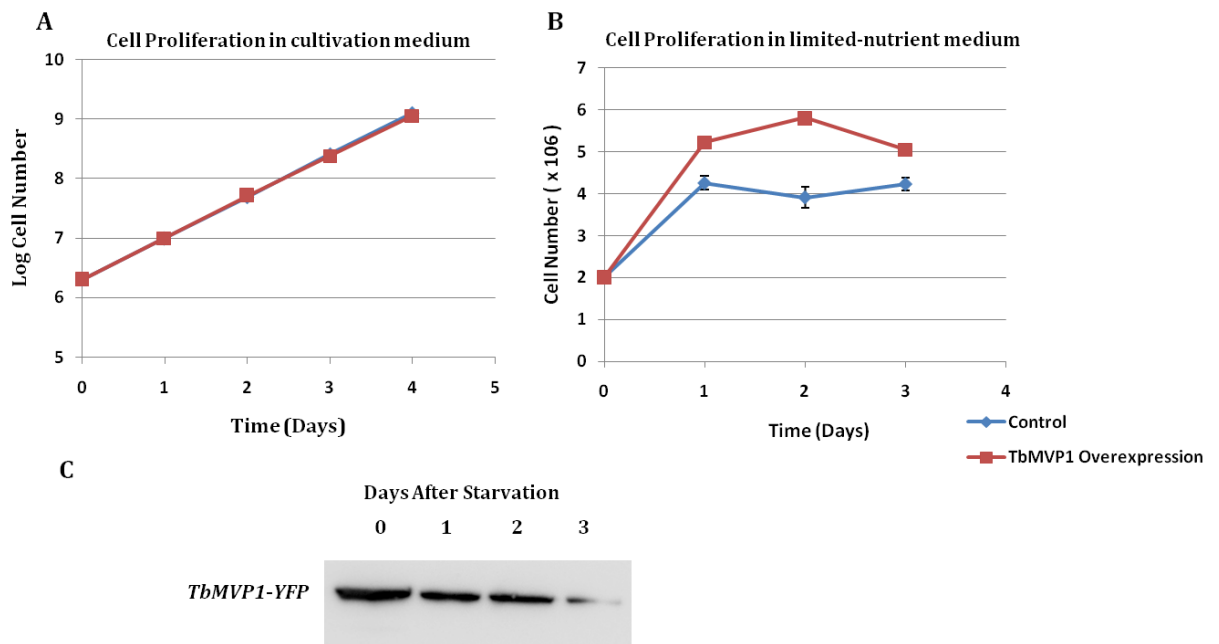 A
Cell Proliferation in cultivation medium
10
9
8
7
6
5
Log Cell Number
0 1 2 3 4 5
Time (Days)
B
Cell Proliferation in limited-nutrient medium
7
6
5
4
3
2
1
0
Cell Number ( x 106 )
0 1 2 3 4
Time (Days)
Control
TbMVP1 Overexpression
C
Days After Starvation
0 1 2 3
TbMVP1-YFP